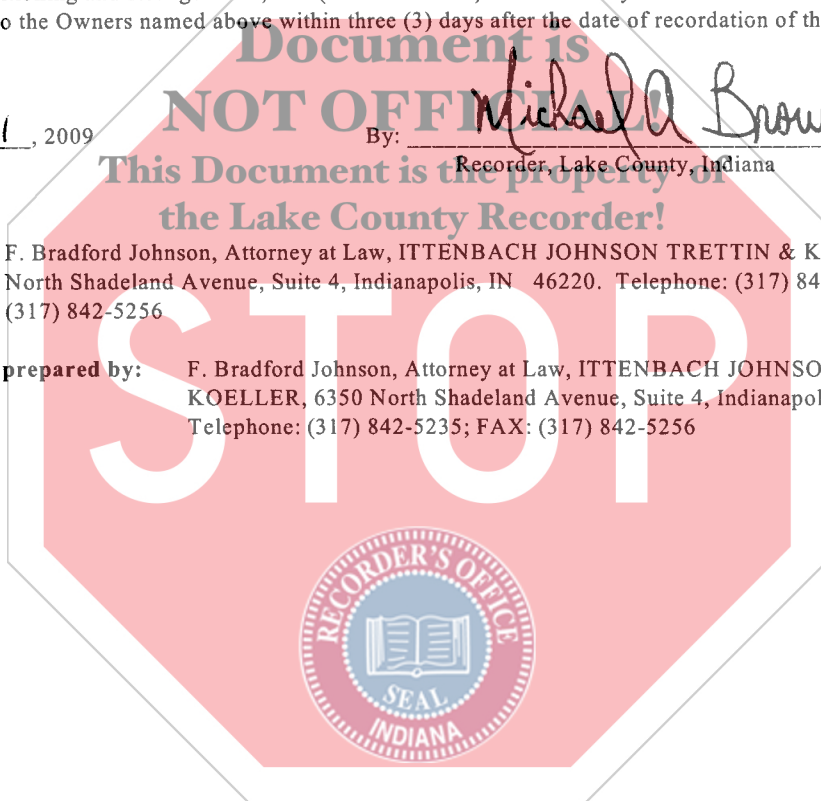 o the Owners named above within three (3) days after the date of recordation of th
Document is
NOT OFFICIAL!
, 2009
By: Michael A Brow
This Document is the property of
Recorder, Lake County, Indiana
the Lake County Recorder!
F. Bradford Johnson, Attorney at Law, ITTENBACH JOHNSON TRETTIN & K
North Shadeland Avenue, Suite 4, Indianapolis, IN 46220. Telephone: (317) 84
(317) 842-5256
prepared by: F. Bradford Johnson, Attorney at Law, ITTENBACH JOHNSO
KOELLER, 6350 North Shadeland Avenue, Suite 4, Indianapol
Telephone: (317) 842-5235; FAX: (317) 842-5256
STOP
RECORDER'S OFFICE
SEAL
INDIANA